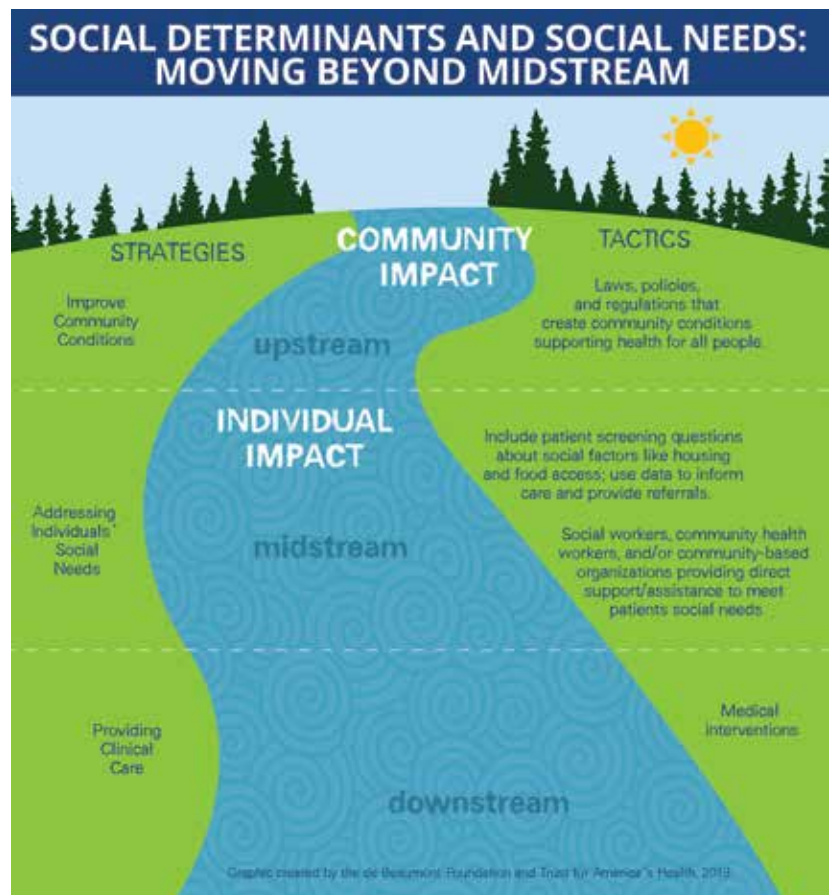 SOCIAL DETERMINANTS AND SOCIAL NEEDS:
MOVING BEYOND MIDSTREAM
STRATEGIES
COMMUNITY
IMPACT
TACTICS
Improve
Community
Conditions
upstream
Laws, policies,
and regulations that
create community conditions
supporting health for all people.
INDIVIDUAL
IMPACT
Include patient screening questions
about social factors like housing
and food access; use data to inform
care and provide referrals.
Addressing
Individuals'
Social
Needs
midstream
Social workers, community health
workers, and/or community-based
organizations providing direct
support/assistance to meet
patients social needs
Providing
Clinical
Care
Medical
Interventions
downstream
Graphic created by the de Beaumont Foundation and Trust for America's Health, 2019